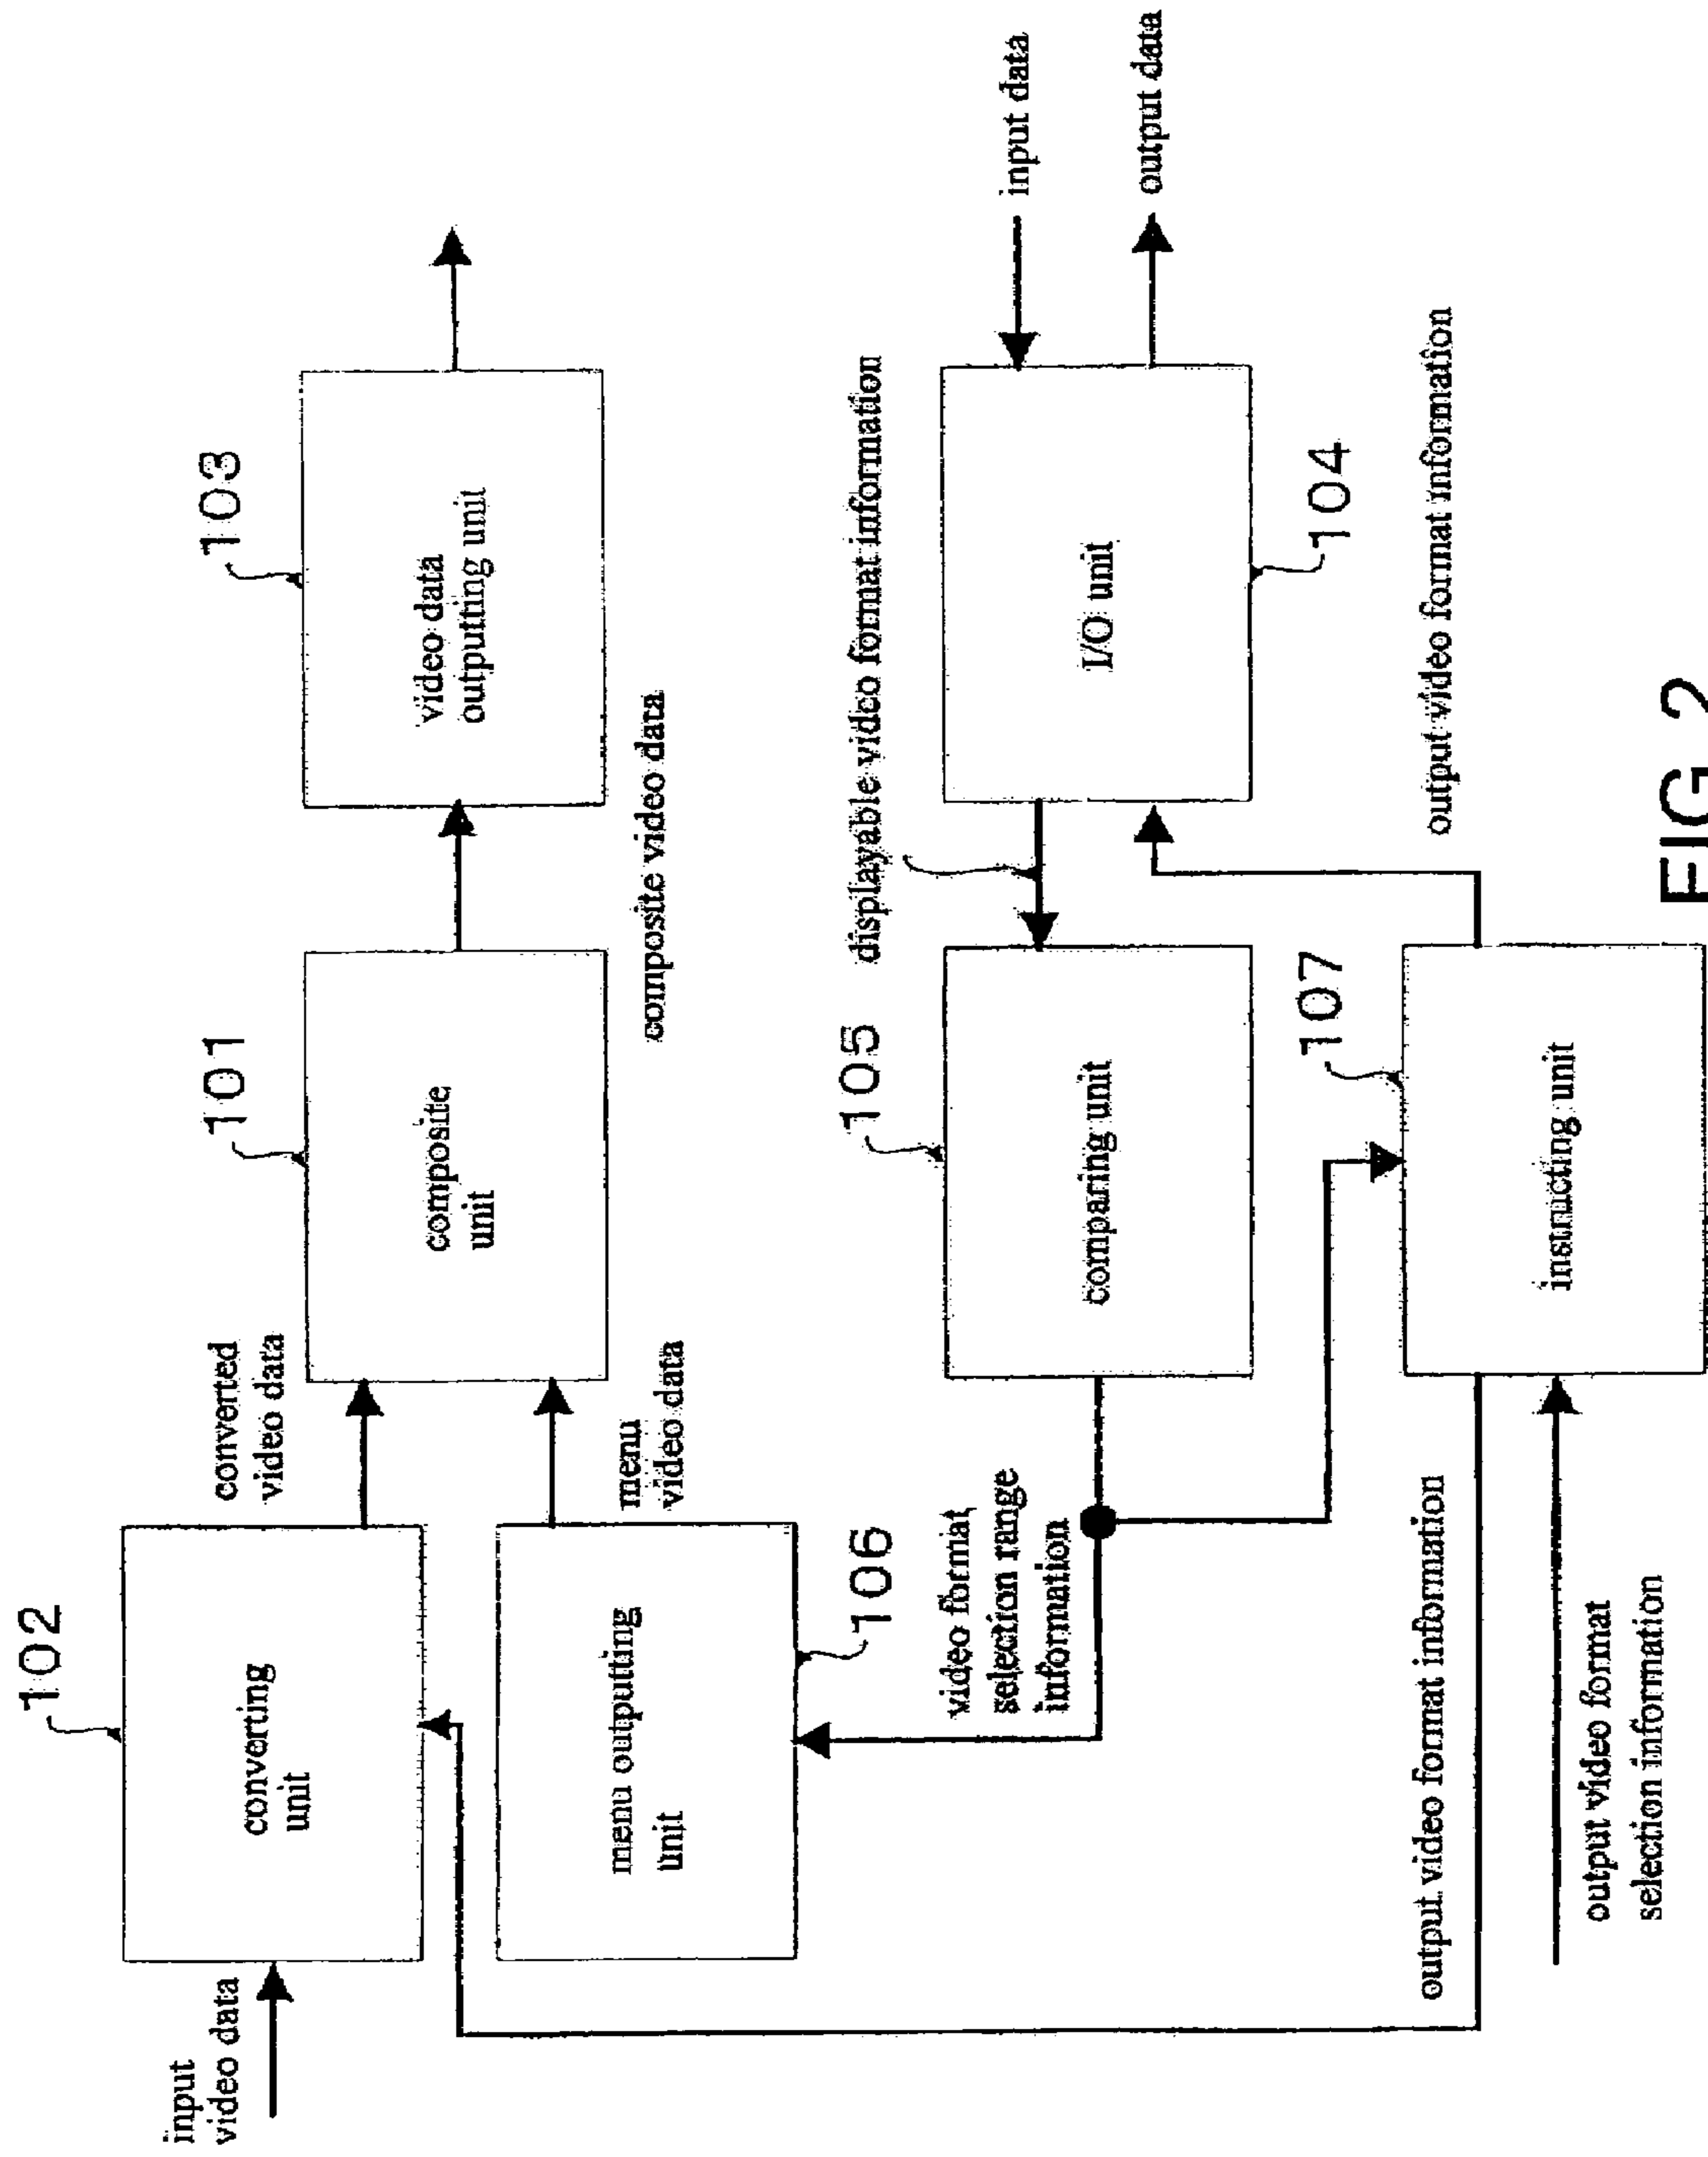 102
101
103
input
video data
converting
unit
converted
video data
composite
unit
video data
outputting unit
menu outputting
unit
menu
video data
composite video data
106
105
displayable video format information
input data
video format
selection range
information
comparing unit
I/O unit
output data
107
104
output video format information
output video format information
instructing unit
output video format
selection information
FIG 2